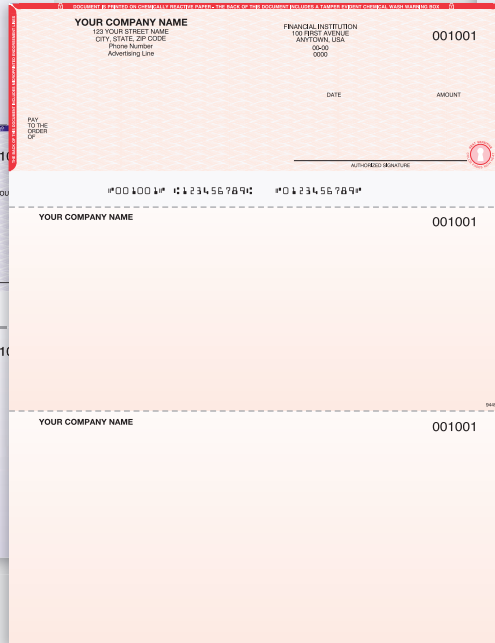 DOCUMENT IS PRINTED ON CHEMICALLY REACTIVE PAPER - THE BACK OF THIS DOCUMENT INCLUDES A TAMPER EVIDENT CHEMICAL WASH WARNING BOX
YOUR COMPANY NAME
123 YOUR STREET NAME
CITY, STATE, ZIP CODE
Phone Number
Advertising Line
FINANCIAL INSTITUTION
100 FIRST AVENUE
ANYTOWN, USA
00-00
0000
001001
DATE
AMOUNT
PAY
TO THE
ORDER
OF
AUTHORIZED SIGNATURE
⑈001001⑈ ⑆123456789⑆ ⑈0123456789⑈
YOUR COMPANY NAME
001001
YOUR COMPANY NAME
001001